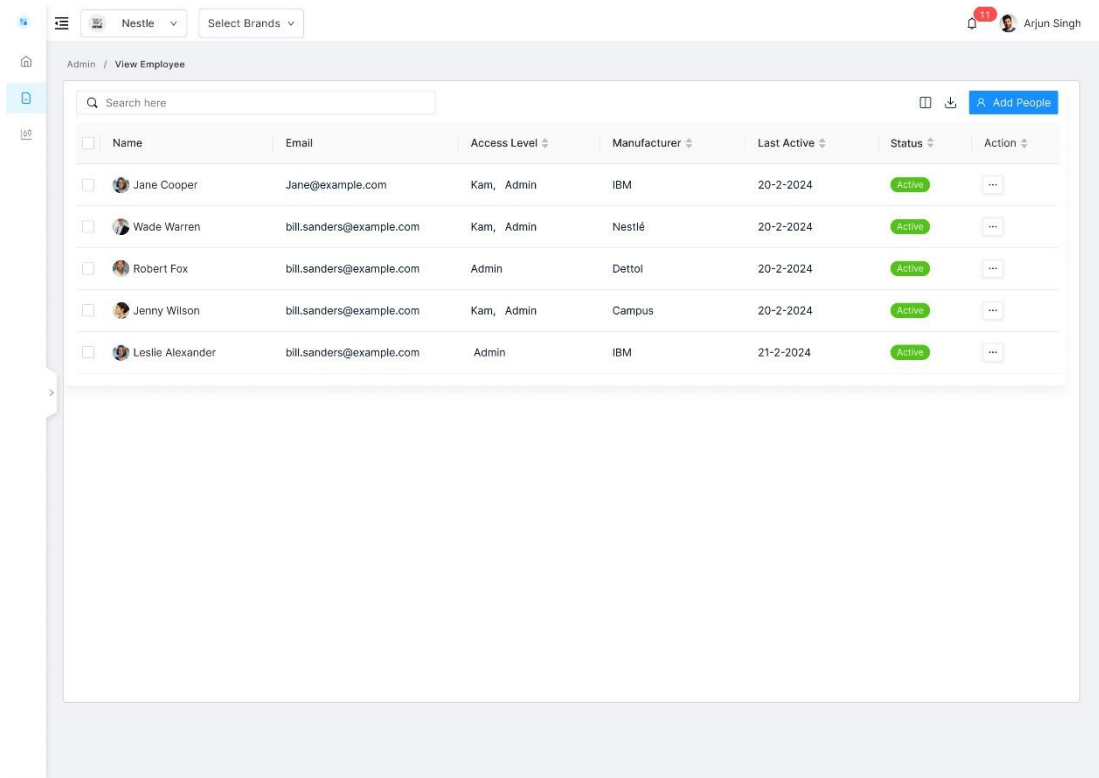 Nestle Select Brands 11 Arjun Singh
Admin / View Employee
Search here Add People
Name Email Access Level Manufacturer Last Active Status Action
Jane Cooper Jane@example.com Kam, Admin IBM 20-2-2024 Active
Wade Warren bill.sanders@example.com Kam, Admin Nestlé 20-2-2024 Active
Robert Fox bill.sanders@example.com Admin Dettol 20-2-2024 Active
Jenny Wilson bill.sanders@example.com Kam, Admin Campus 20-2-2024 Active
Leslie Alexander bill.sanders@example.com Admin IBM 21-2-2024 Active